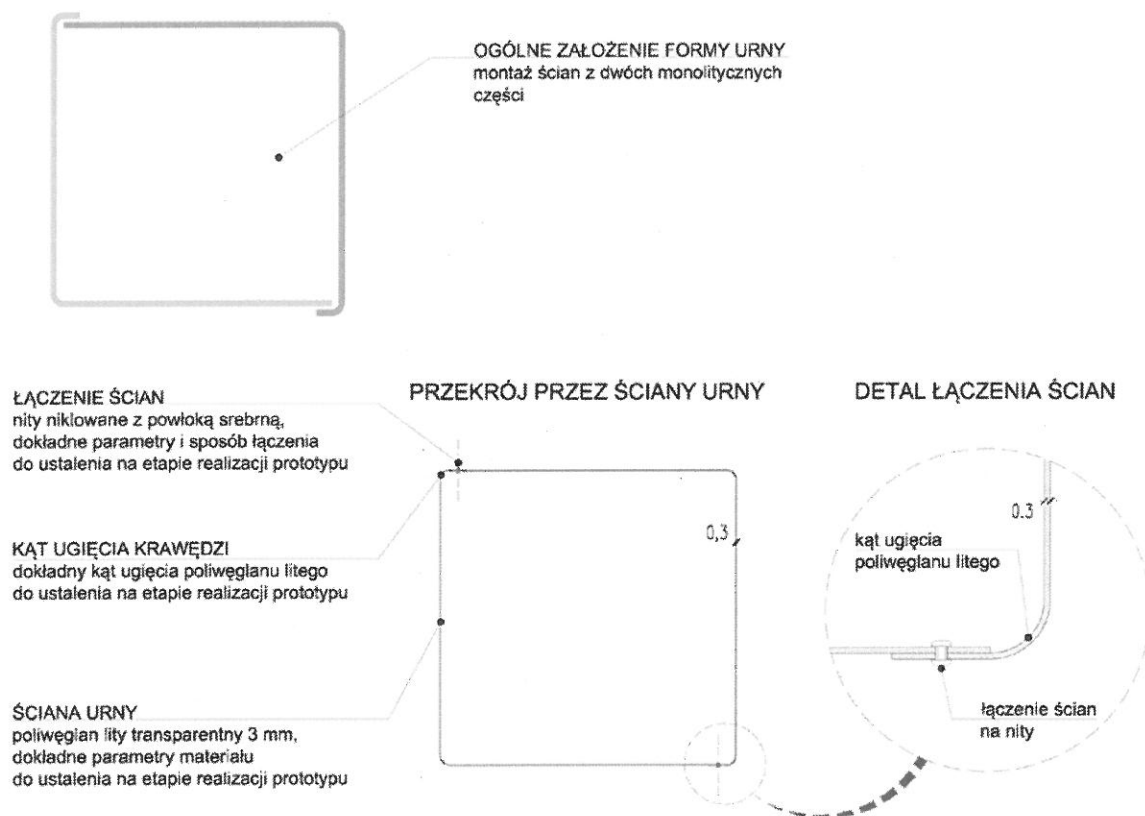 OGÓLNE ZAŁOŻENIE FORMY URNY
montaż ścian z dwóch monolitycznych
części
ŁĄCZENIE ŚCIAN
nity niklowane z powłoką srebrną,
dokładne parametry i sposób łączenia
do ustalenia na etapie realizacji prototypu
KĄT UGIĘCIA KRAWĘDZI
dokładny kąt ugięcia poliwęglanu litego
do ustalenia na etapie realizacji prototypu
ŚCIANA URNY
poliwęglan lity transparentny 3 mm,
dokładne parametry materiału
do ustalenia na etapie realizacji prototypu
PRZEKRÓJ PRZEZ ŚCIANY URNY
0,3
DETAL ŁĄCZENIA ŚCIAN
0.3
kąt ugięcia
poliwęglanu litego
łączenie ścian
na nity